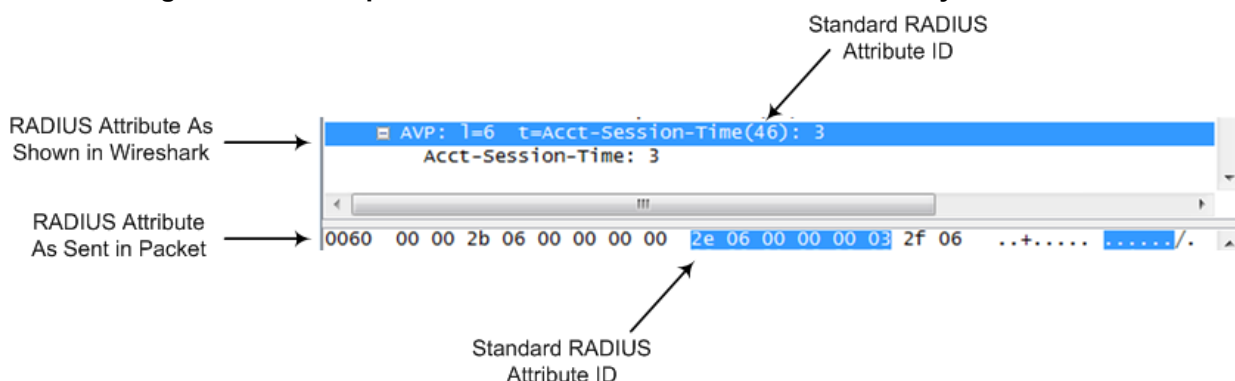 Standard RADIUS
Attribute ID
RADIUS Attribute As
Shown in Wireshark
AVP: l=6 t=Acct-Session-Time(46): 3
Acct-Session-Time: 3
RADIUS Attribute
As Sent in Packet
0060 00 00 2b 06 00 00 00 00 2e 06 00 00 00 03 2f 06 ..+..... ....../.
Standard RADIUS
Attribute ID